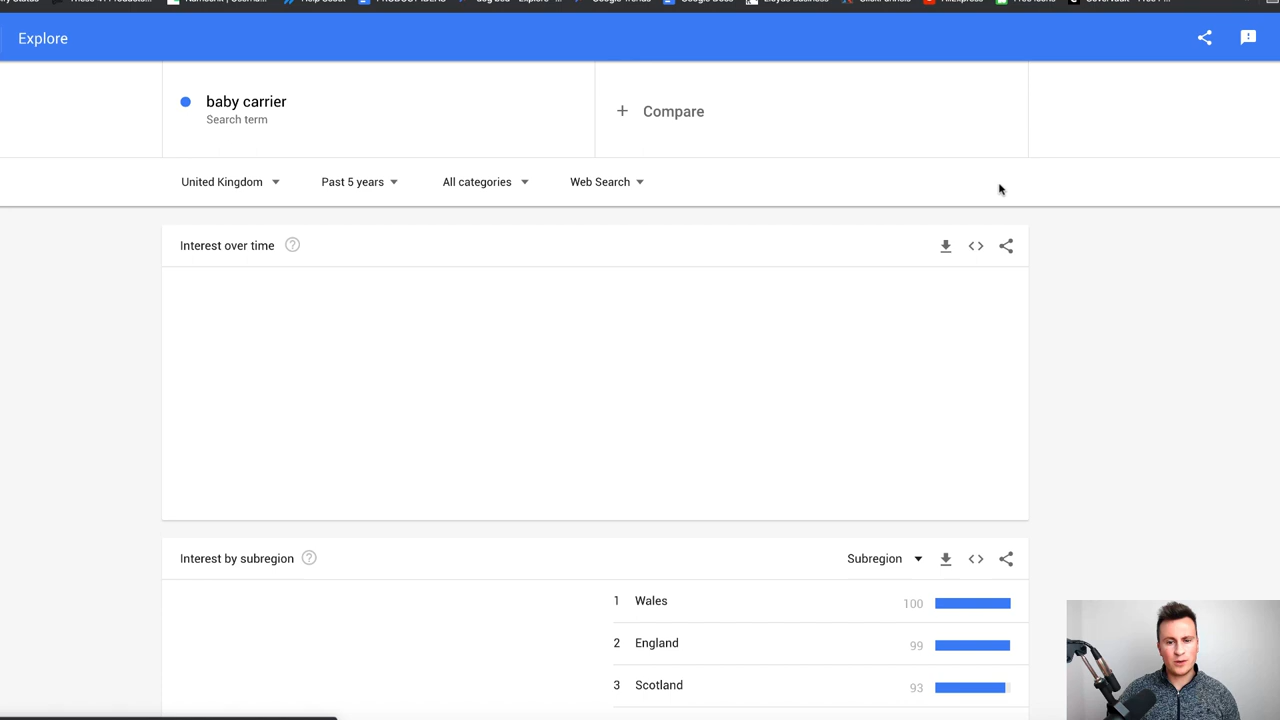 Explore
baby carrier
Search term
+ Compare
United Kingdom
Past 5 years
All categories
Web Search
Interest over time
Interest by subregion
Subregion
1 Wales 100
2 England 99
3 Scotland 93